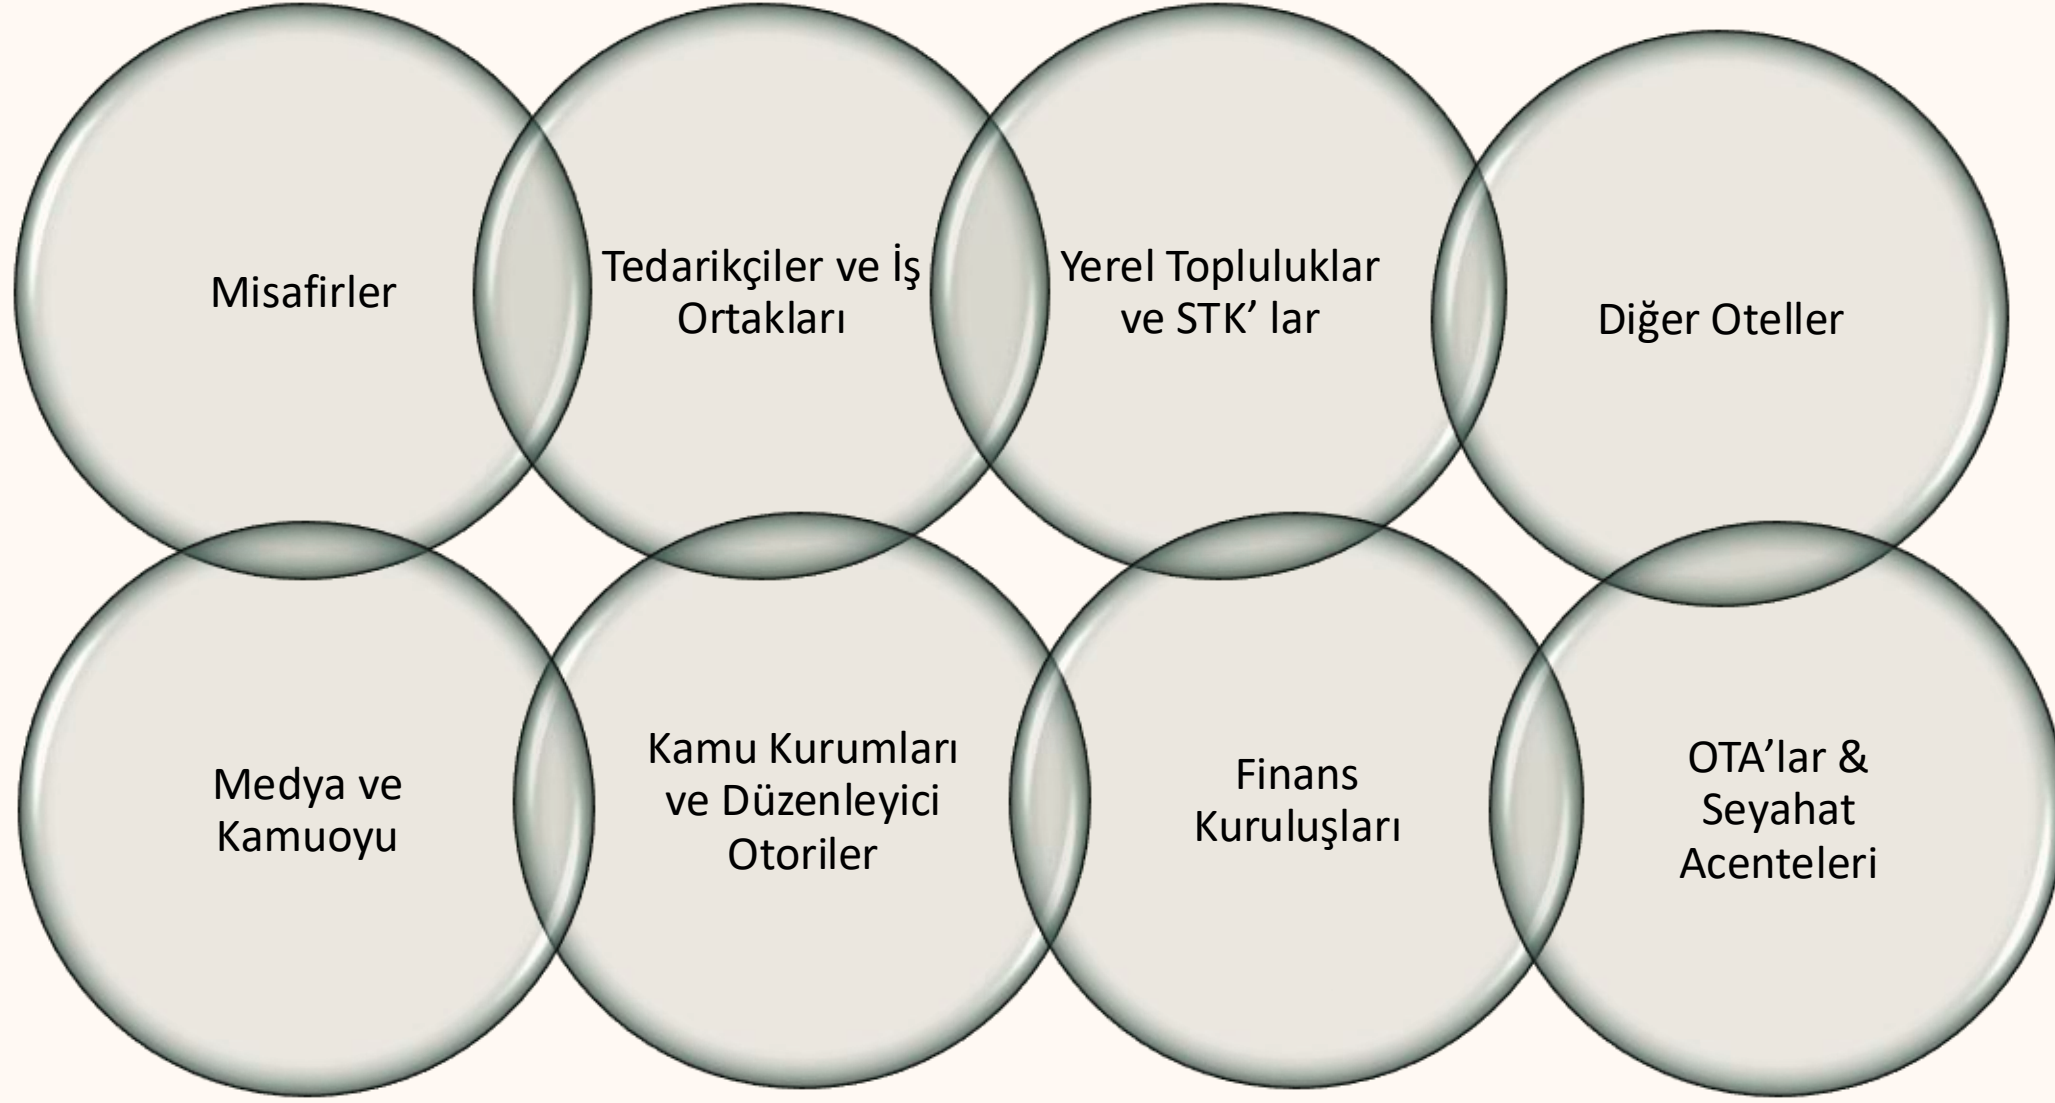 Misafirler
Tedarikçiler ve İş
Ortakları
Yerel Topluluklar
ve STK’ lar
Diğer Oteller
Medya ve
Kamuoyu
Kamu Kurumları
ve Düzenleyici
Otoriler
Finans
Kuruluşları
OTA’lar &
Seyahat
Acenteleri